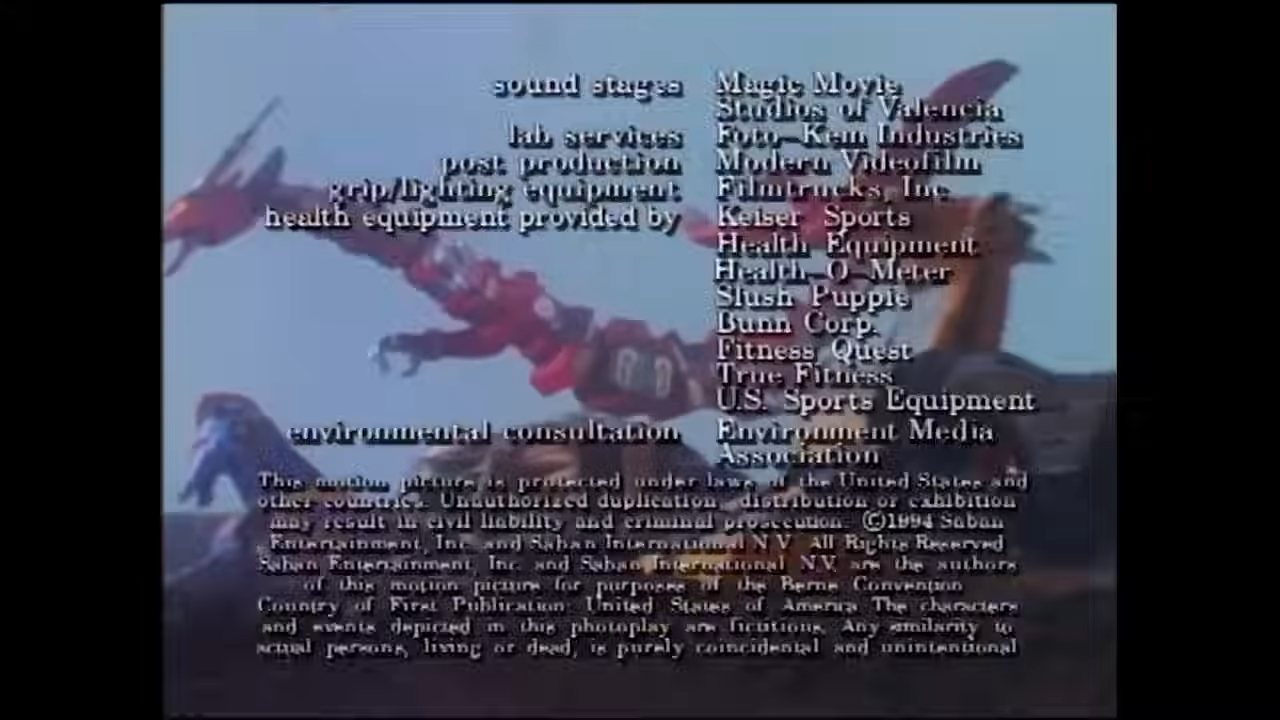 sound stages Magic Movie
Studios of Valencia
lab services Foto-Kem Industries
post production Modern Videofilm
grip/lighting equipment Filmtrucks, Inc.
health equipment provided by Keiser Sports
Health Equipment
Health-O-Meter
Slush Puppie
Bunn Corp.
Fitness Quest
True Fitness
U.S. Sports Equipment
environmental consultation Environment Media
Association
This motion picture is protected under laws of the United States and
other countries. Unauthorized duplication, distribution or exhibition
may result in civil liability and criminal prosecution. ©1994 Saban
Entertainment, Inc. and Saban International N.V. All Rights Reserved.
Saban Entertainment, Inc. and Saban International N.V. are the authors
of this motion picture for purposes of the Berne Convention.
Country of First Publication: United States of America The characters
and events depicted in this photoplay are fictitious. Any similarity to
actual persons, living or dead, is purely coincidental and unintentional